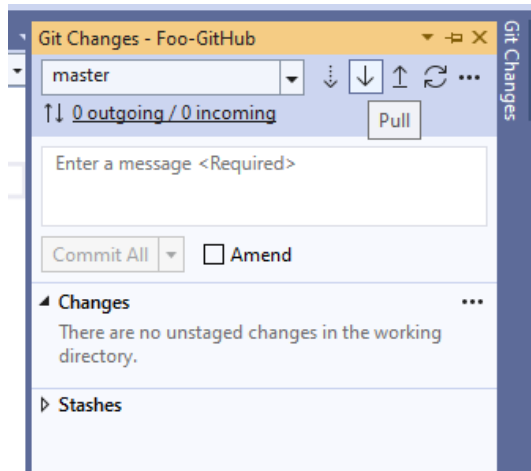 Git Changes - Foo-GitHub
master
0 outgoing / 0 incoming
Pull
Enter a message <Required>
Commit All
Amend
Changes
There are no unstaged changes in the working
directory.
Stashes
Git Changes